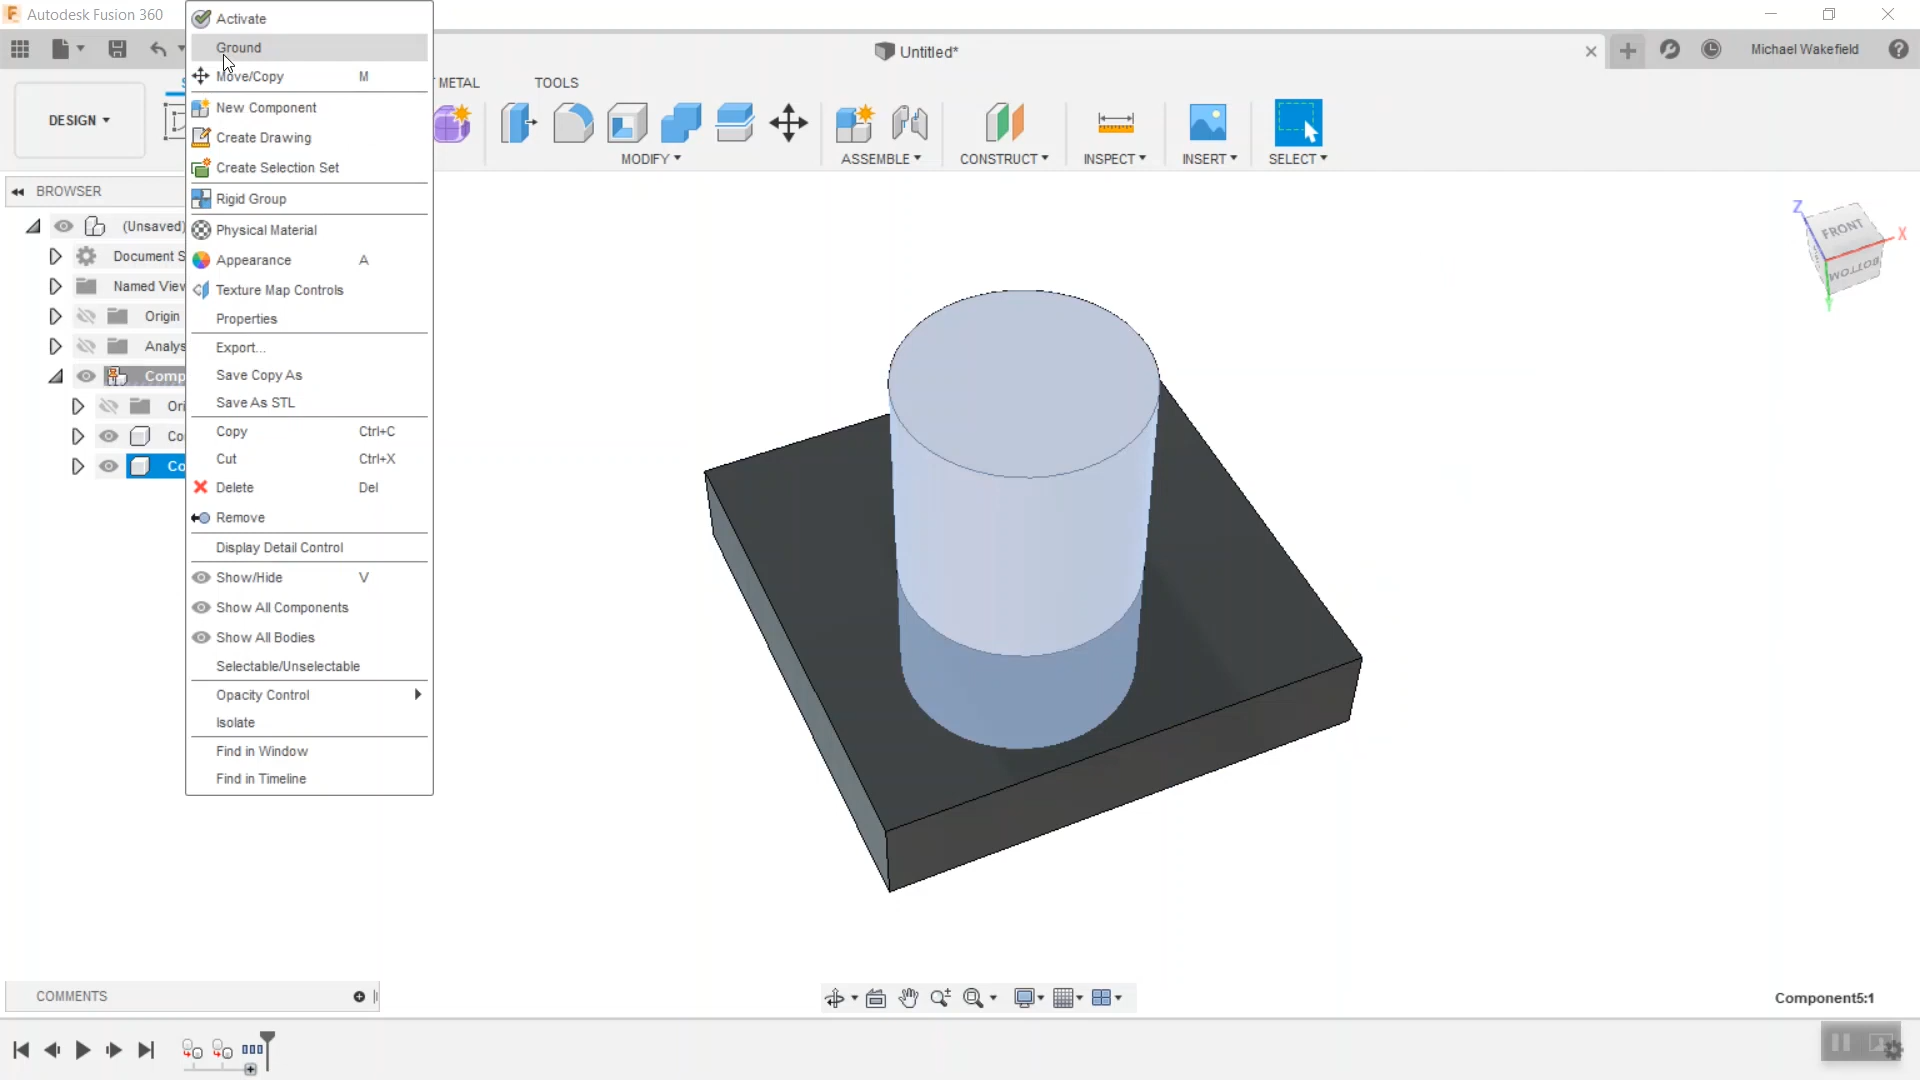 Autodesk Fusion 360
Untitled*
Michael Wakefield
DESIGN
METAL
TOOLS
MODIFY
ASSEMBLE
CONSTRUCT
INSPECT
INSERT
SELECT
BROWSER
(Unsaved)
Document S
Named View
Origin
Analys
Comp
Ori
Co
Co
Activate
Ground
Move/Copy M
New Component
Create Drawing
Create Selection Set
Rigid Group
Physical Material
Appearance A
Texture Map Controls
Properties
Export...
Save Copy As
Save As STL
Copy Ctrl+C
Cut Ctrl+X
Delete Del
Remove
Display Detail Control
Show/Hide V
Show All Components
Show All Bodies
Selectable/Unselectable
Opacity Control
Isolate
Find in Window
Find in Timeline
Z
X
FRONT
BOTTOM
COMMENTS
Component5:1